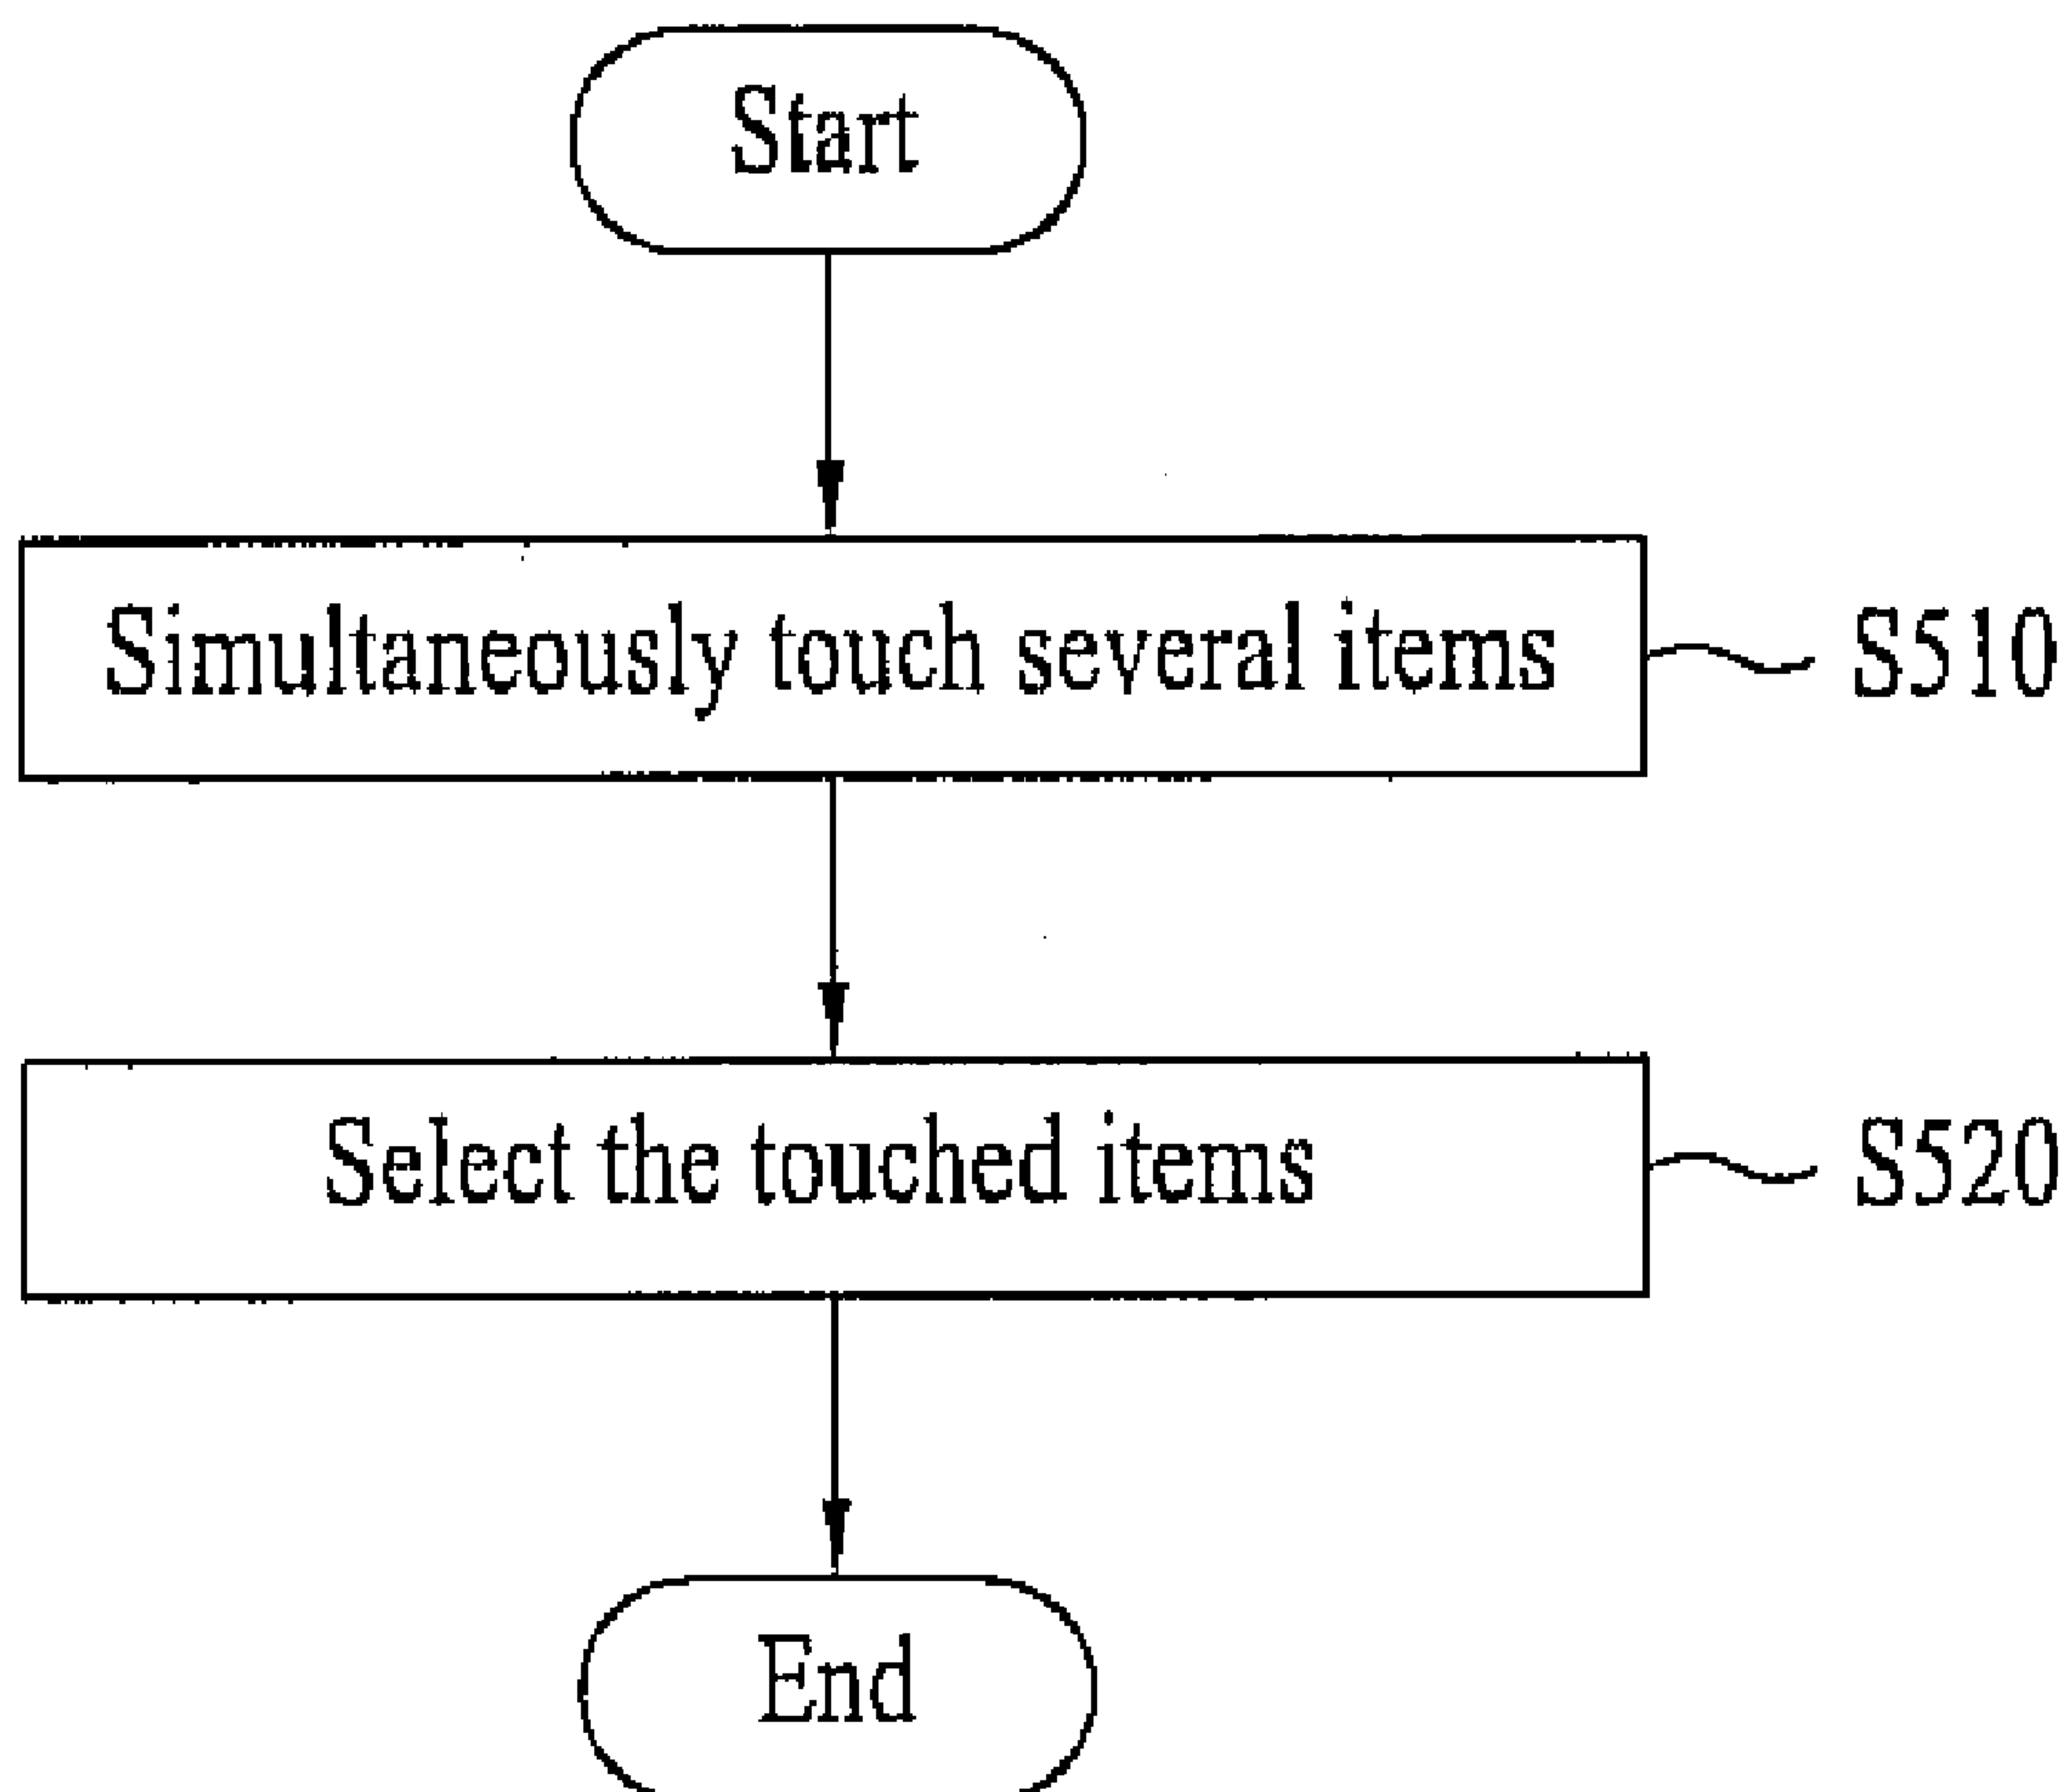 Start
Simultaneously touch several items
S510
Select the touched items
S520
End